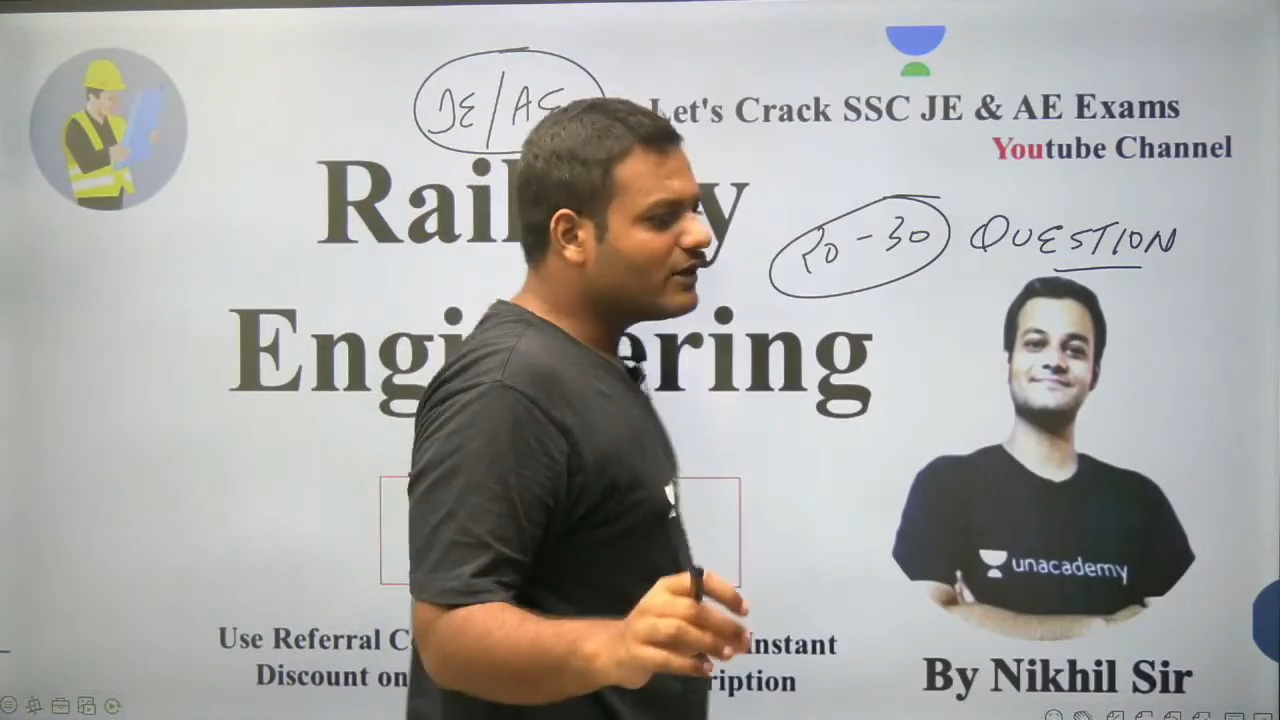 JE/AE
Let's Crack SSC JE & AE Exams
Youtube Channel
20-30 QUESTION
Engineering
unacademy
Use Referral Instant
Discount on
By Nikhil Sir